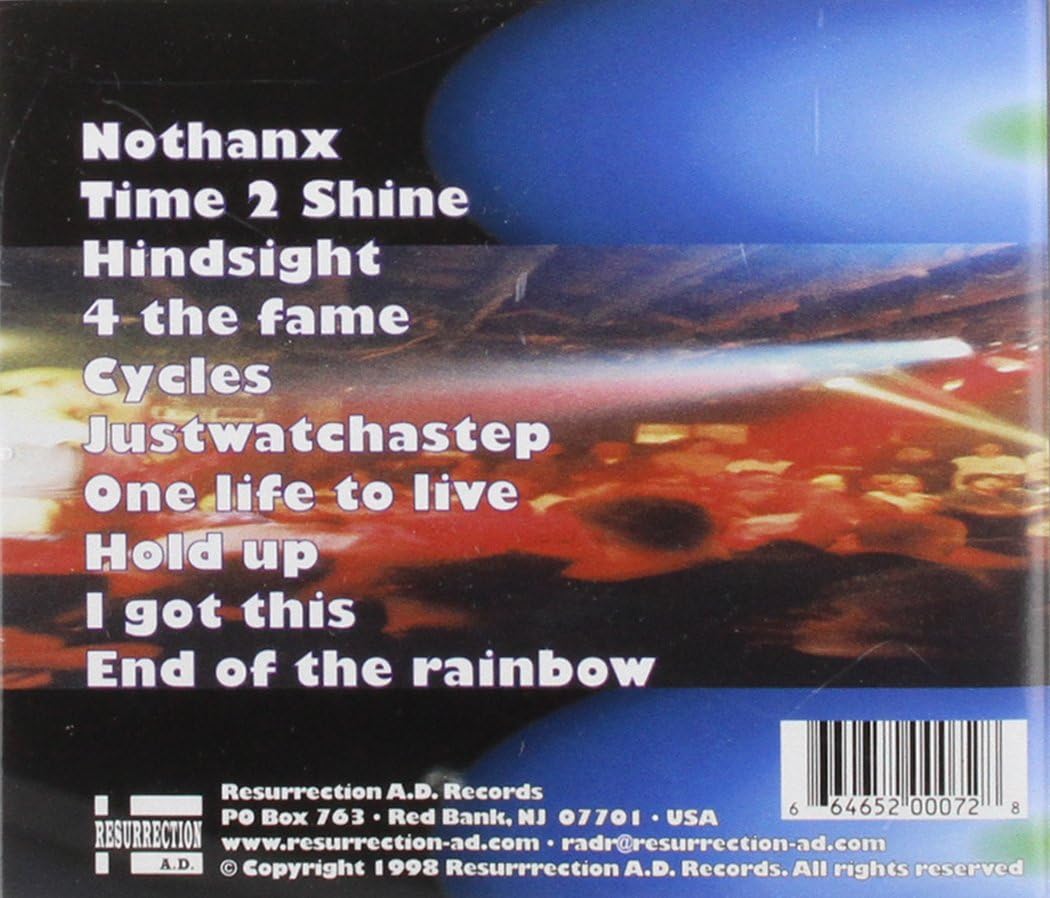 Nothanx
Time 2 Shine
Hindsight
4 the fame
Cycles
Justwatchastep
One life to live
Hold up
I got this
End of the rainbow
6 64652 00072 8
RESURRECTION
A.D.
Resurrection A.D. Records
PO Box 763 • Red Bank, NJ 07701 • USA
www.resurrection-ad.com • radr@resurrection-ad.com
© Copyright 1998 Resurrrection A.D. Records. All rights reserved